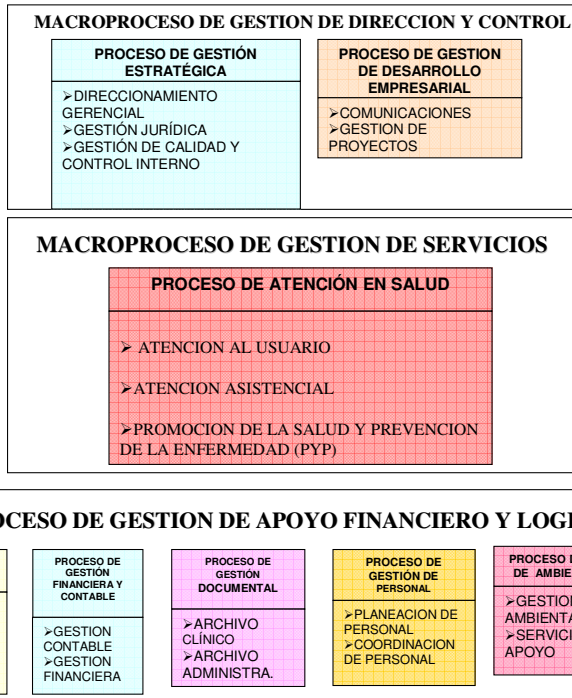 MACROPROCESO DE GESTION DE DIRECCION Y CONTROL
PROCESO DE GESTIÓN
ESTRATÉGICA
➢DIRECCIONAMIENTO
GERENCIAL
➢GESTIÓN JURÍDICA
➢GESTIÓN DE CALIDAD Y
CONTROL INTERNO
PROCESO DE GESTION
DE DESARROLLO
EMPRESARIAL
➢COMUNICACIONES
➢GESTION DE
PROYECTOS
MACROPROCESO DE GESTION DE SERVICIOS
PROCESO DE ATENCIÓN EN SALUD
➢ ATENCION AL USUARIO
➢ATENCION ASISTENCIAL
➢PROMOCION DE LA SALUD Y PREVENCION
DE LA ENFERMEDAD (PYP)
OCESO DE GESTION DE APOYO FINANCIERO Y LOGI
PROCESO DE
GESTIÓN
FINANCIERA Y
CONTABLE
➢GESTION
CONTABLE
➢GESTION
FINANCIERA
PROCESO DE
GESTIÓN
DOCUMENTAL
➢ARCHIVO
CLÍNICO
➢ARCHIVO
ADMINISTRA.
PROCESO DE
GESTIÓN DE
PERSONAL
➢PLANEACION DE
PERSONAL
➢COORDINACION
DE PERSONAL
PROCESO D
DE AMBIE
➢GESTION
AMBIENTA
➢SERVICI
APOYO